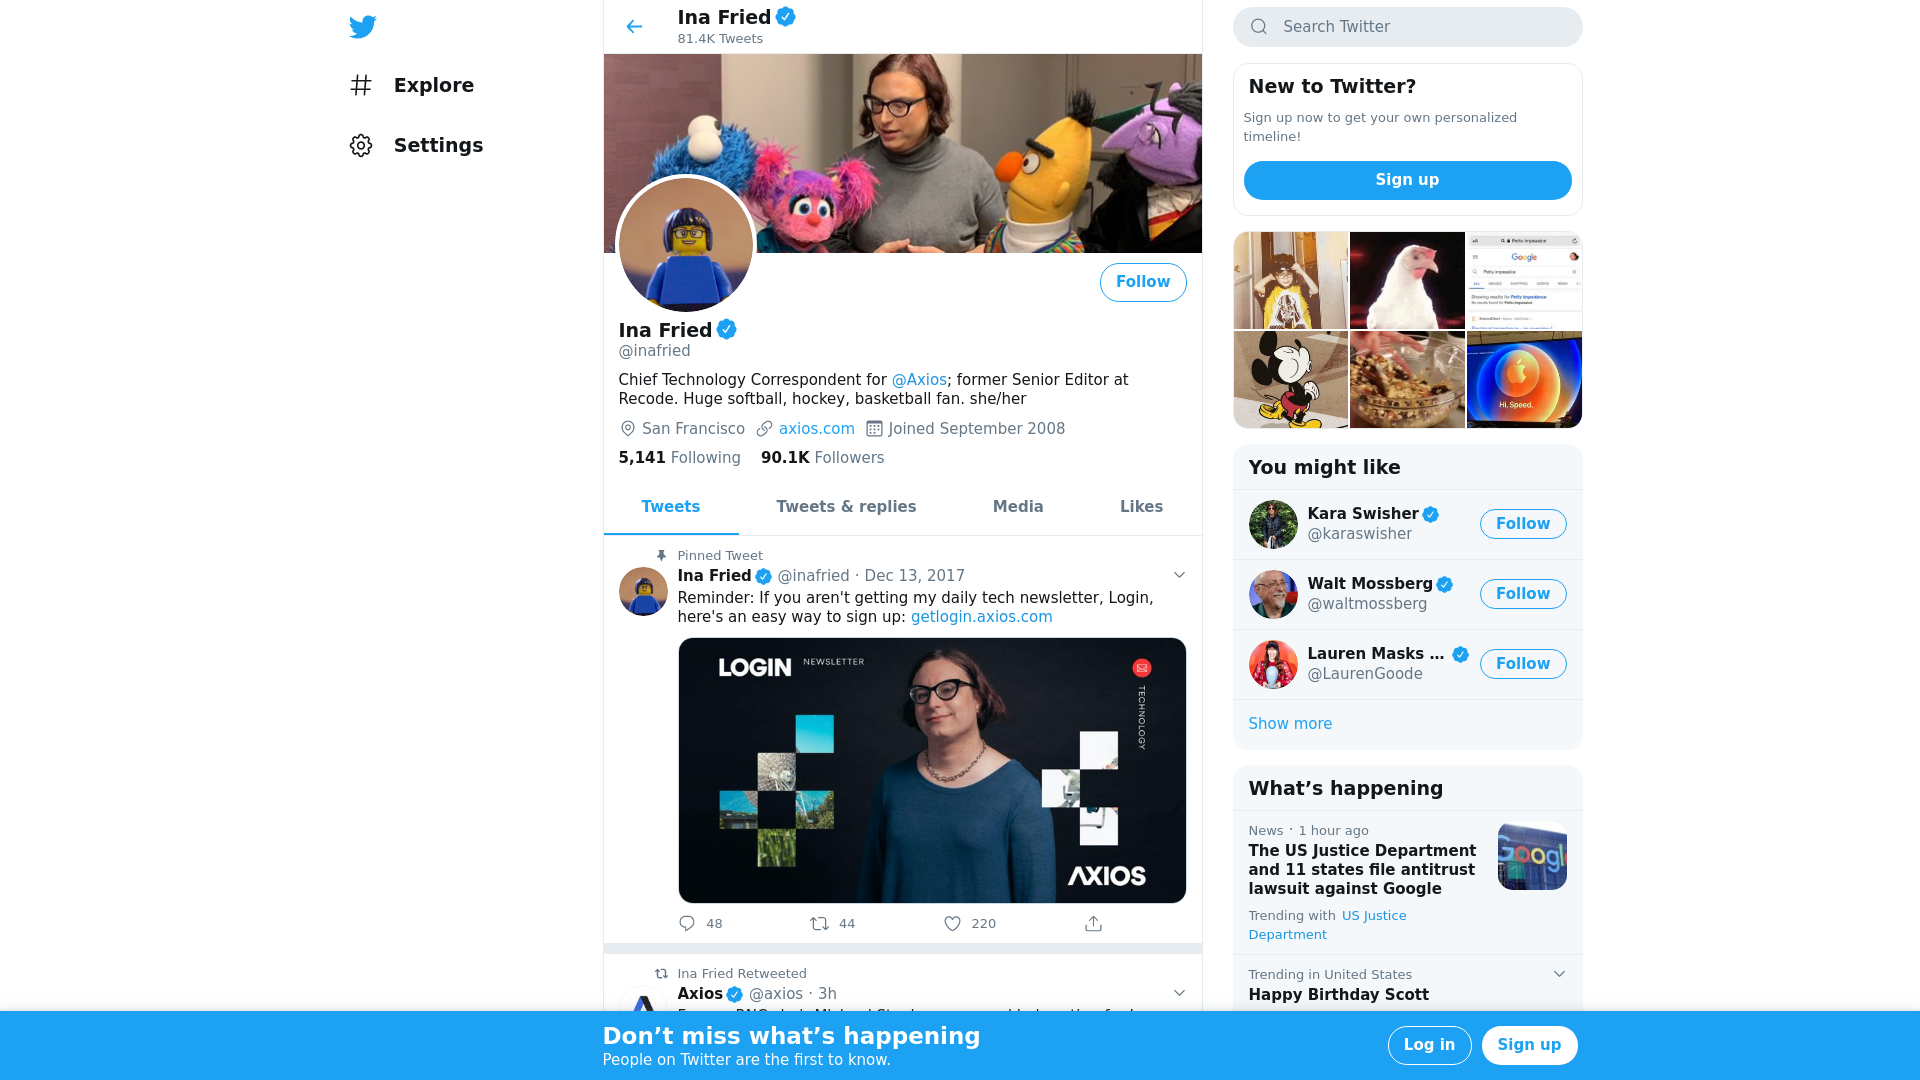 Explore
Settings
Ina Fried
81.4K Tweets
Follow
Ina Fried
@inafried
Chief Technology Correspondent for @Axios; former Senior Editor at
Recode. Huge softball, hockey, basketball fan. she/her
San Francisco axios.com Joined September 2008
5,141 Following 90.1K Followers
Tweets Tweets & replies Media Likes
Pinned Tweet
Ina Fried @inafried · Dec 13, 2017
Reminder: If you aren't getting my daily tech newsletter, Login,
here's an easy way to sign up: getlogin.axios.com
LOGIN NEWSLETTER
TECHNOLOGY
AXIOS
48 44 220
Ina Fried Retweeted
Axios @axios · 3h
Search Twitter
New to Twitter?
Sign up now to get your own personalized
timeline!
Sign up
Google
Hi, Speed.
You might like
Kara Swisher
@karaswisher
Follow
Walt Mossberg
@waltmossberg
Follow
Lauren Masks ...
@LaurenGoode
Follow
Show more
What’s happening
News · 1 hour ago
The US Justice Department
and 11 states file antitrust
lawsuit against Google
Googl
Trending with US Justice
Department
Trending in United States
Happy Birthday Scott
Don’t miss what’s happening
People on Twitter are the first to know.
Log in
Sign up